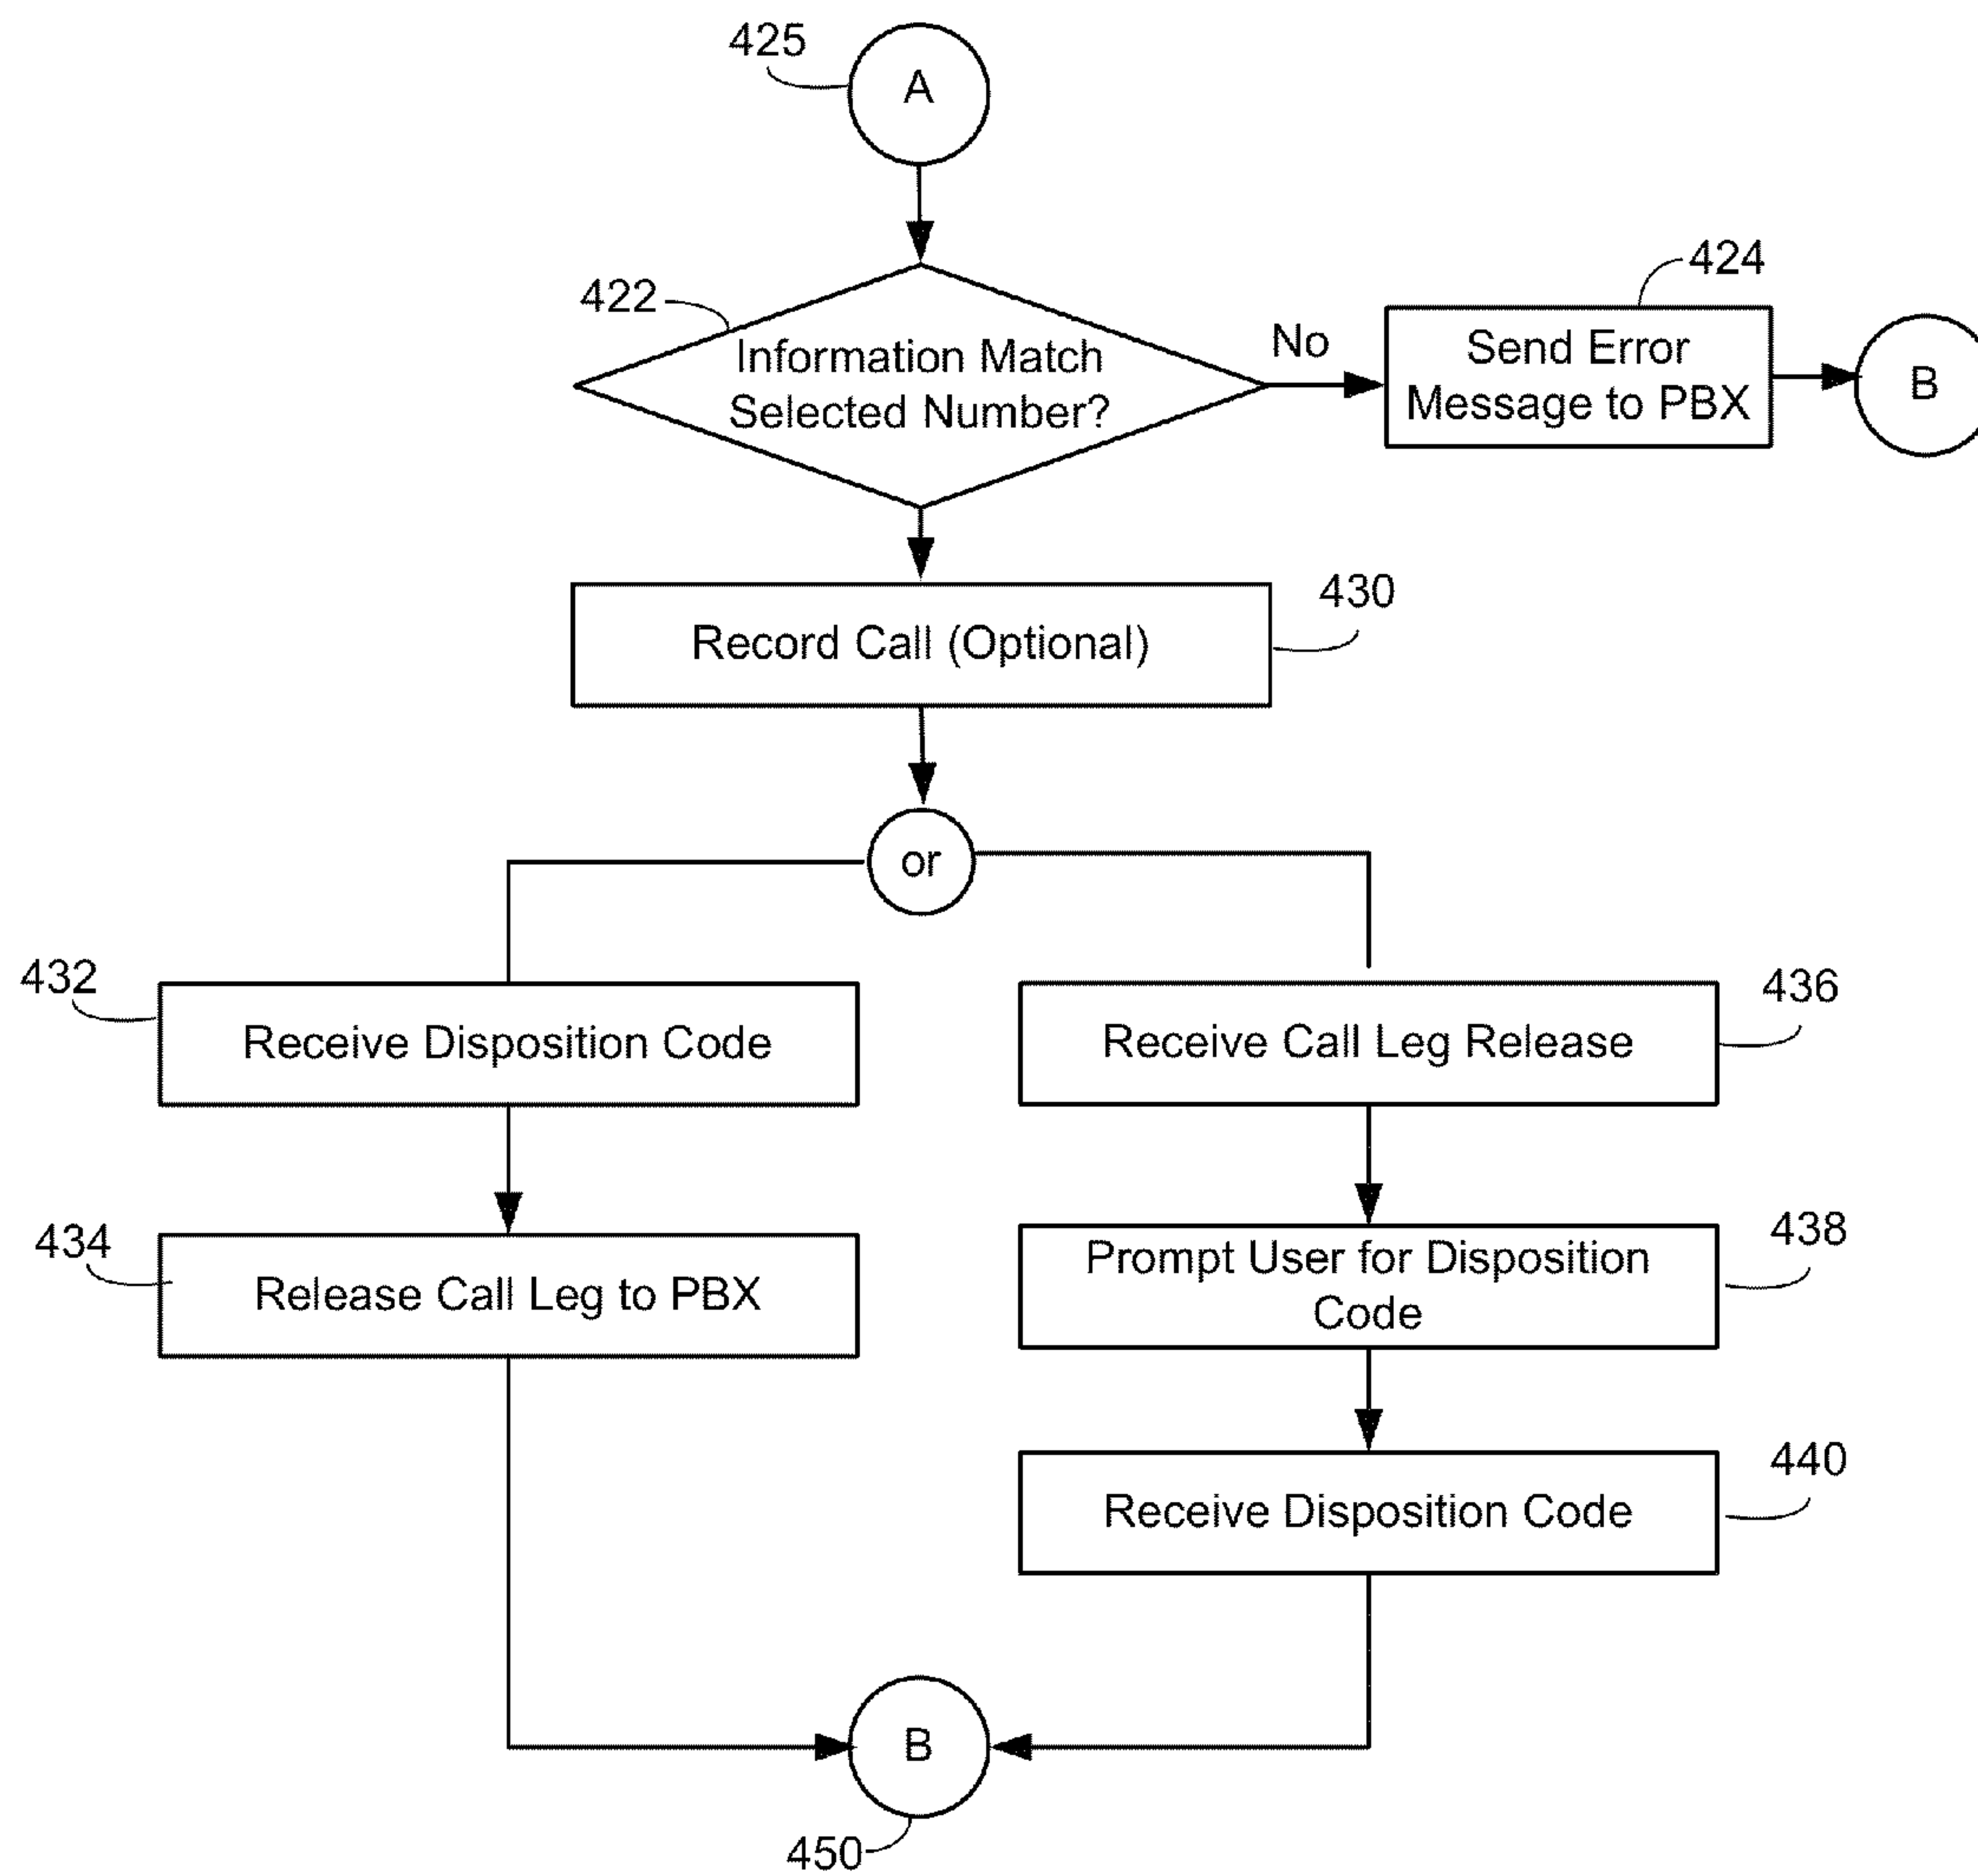 425
A
422
Information Match
Selected Number?
No
424
Send Error
Message to PBX
B
430
Record Call (Optional)
or
432
Receive Disposition Code
436
Receive Call Leg Release
434
Release Call Leg to PBX
438
Prompt User for Disposition
Code
440
Receive Disposition Code
B
450